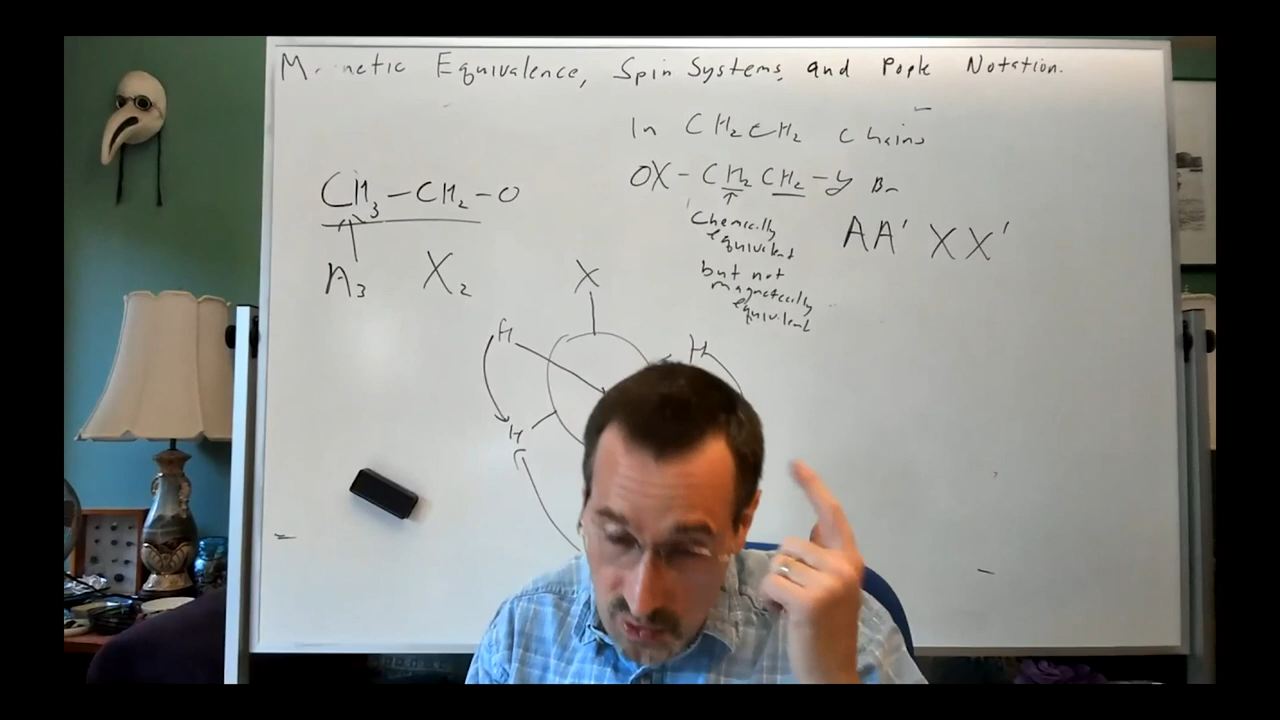 Magnetic Equivalence, Spin Systems, and Pople Notation.
In CH2CH2 chains
OX - CH2CH2 - y Br
CH3 - CH2 - O
Chemically
equivalent
but not
magnetically
equivalent
AA' XX'
A3 X2
X
H
H
H